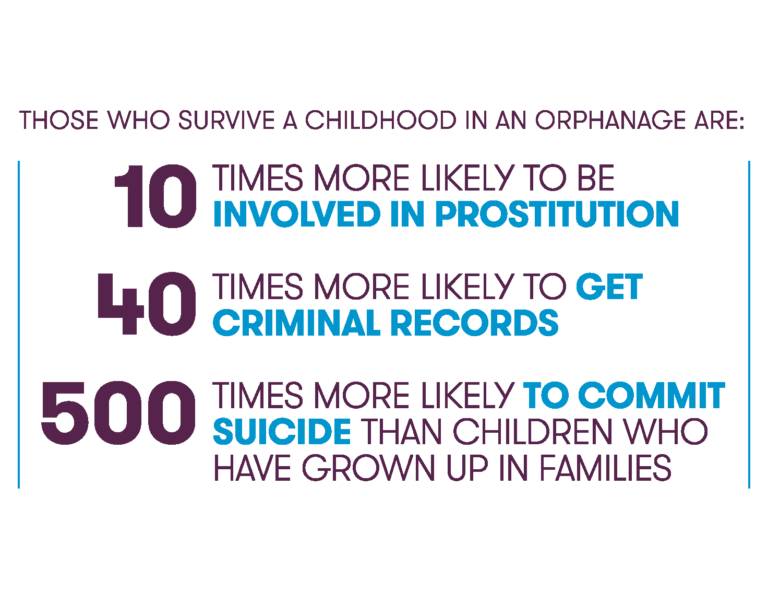 THOSE WHO SURVIVE A CHILDHOOD IN AN ORPHANAGE ARE:
10 TIMES MORE LIKELY TO BE
INVOLVED IN PROSTITUTION
40 TIMES MORE LIKELY TO GET
CRIMINAL RECORDS
500 TIMES MORE LIKELY TO COMMIT
SUICIDE THAN CHILDREN WHO
HAVE GROWN UP IN FAMILIES